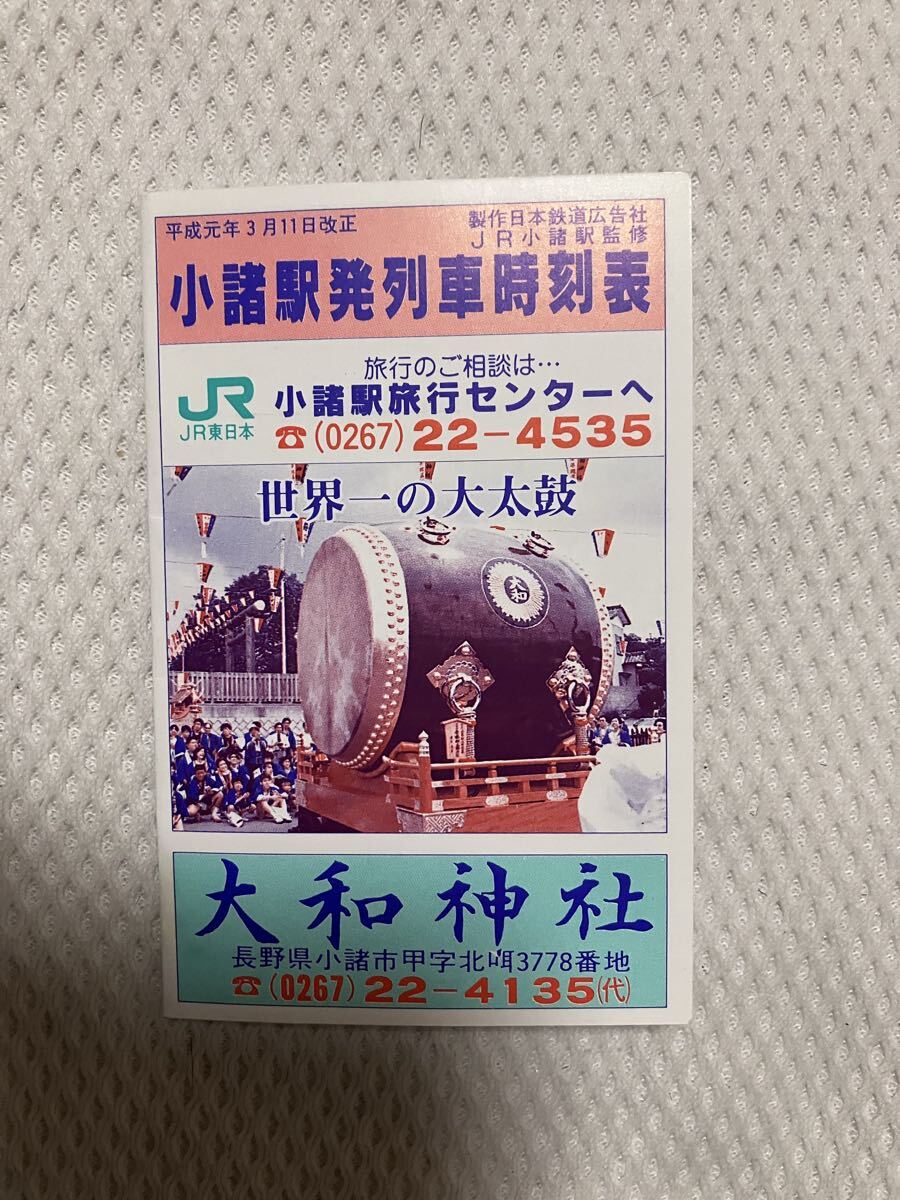 平成元年3月11日改正
製作日本鉄道広告社
JR小諸駅監修
小諸駅発列車時刻表
旅行のご相談は…
JR
JR東日本
小諸駅旅行センターへ
☎(0267)22-4535
世界一の大太鼓
大和
大和神社
長野県小諸市甲字北町3778番地
☎(0267)22-4135(代)